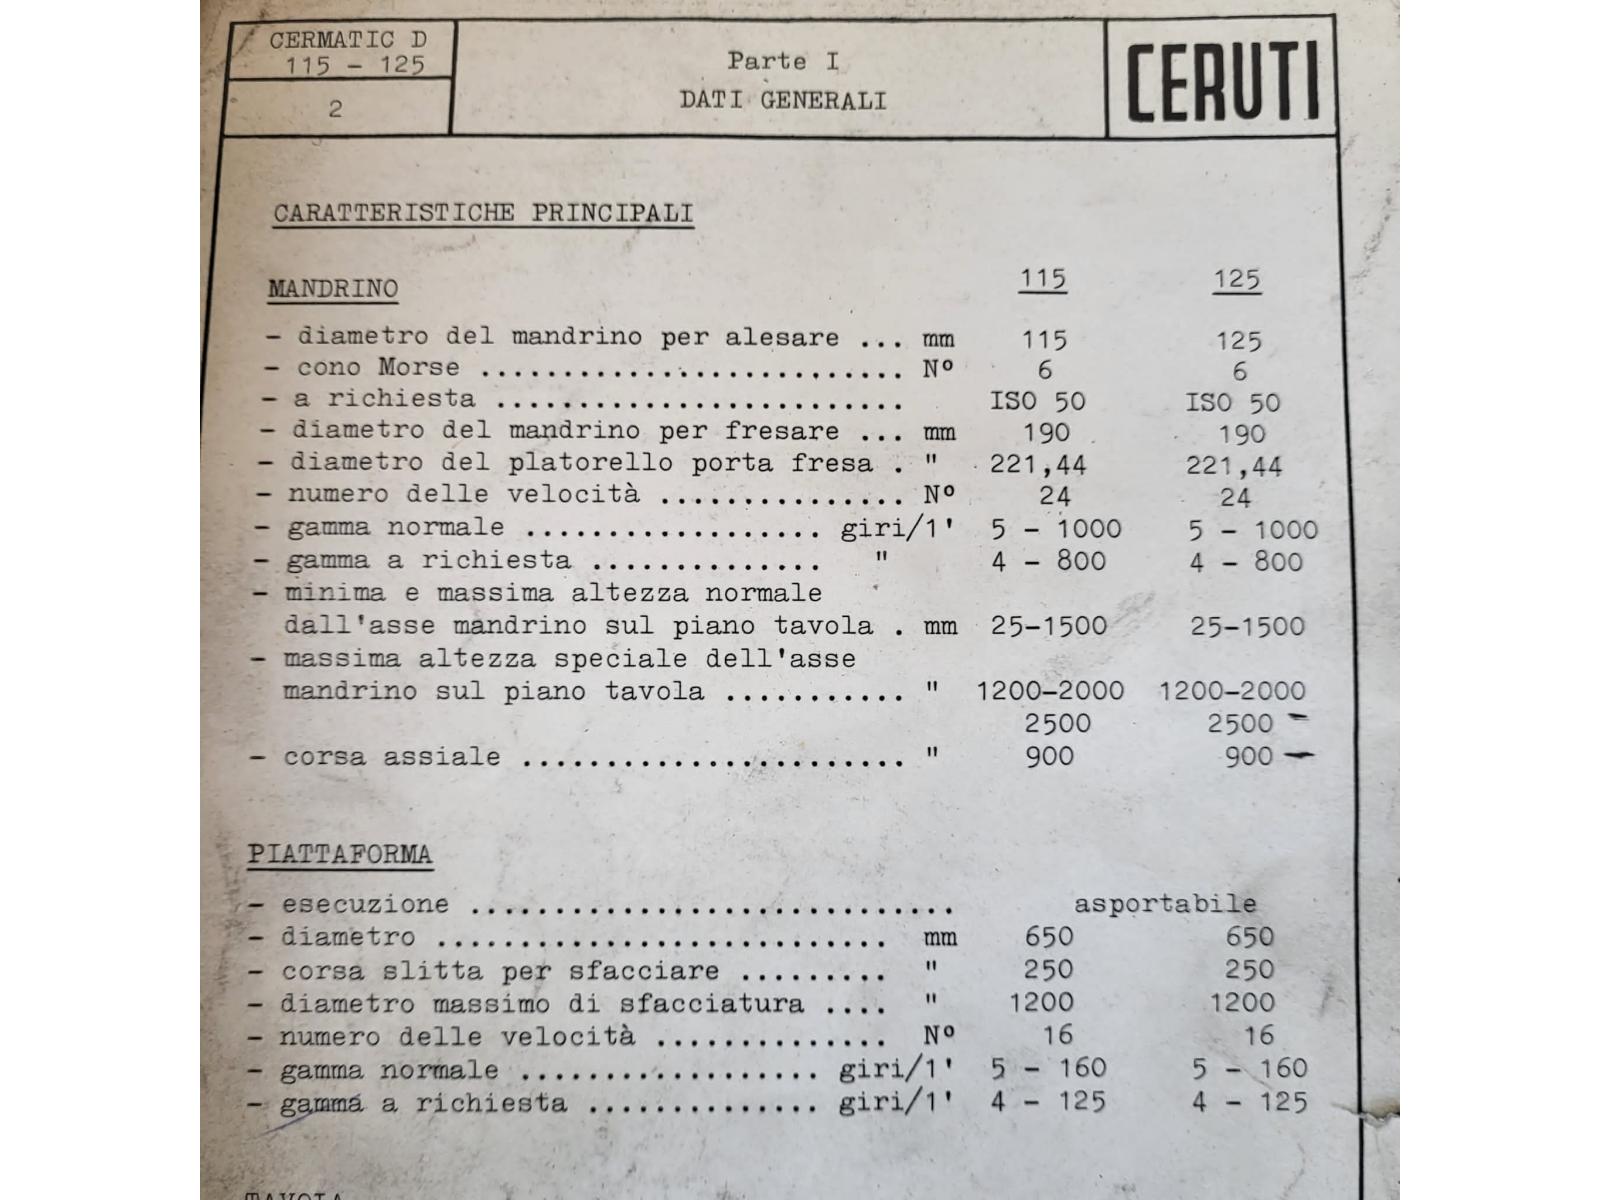 CERMATIC D
115 - 125
2
Parte I
DATI GENERALI
CERUTI
CARATTERISTICHE PRINCIPALI
MANDRINO 115 125
- diametro del mandrino per alesare ... mm 115 125
- cono Morse .......................... Nº 6 6
- a richiesta ......................... ISO 50 ISO 50
- diametro del mandrino per fresare ... mm 190 190
- diametro del platorello porta fresa . " 221,44 221,44
- numero delle velocità ............... Nº 24 24
- gamma normale .................. giri/1' 5 - 1000 5 - 1000
- gamma a richiesta .............. " 4 - 800 4 - 800
- minima e massima altezza normale
dall'asse mandrino sul piano tavola . mm 25-1500 25-1500
- massima altezza speciale dell'asse
mandrino sul piano tavola ........... " 1200-2000 1200-2000
2500 2500
- corsa assiale ....................... " 900 900
PIATTAFORMA
- esecuzione ............................. asportabile
- diametro ........................... mm 650 650
- corsa slitta per sfacciare ......... " 250 250
- diametro massimo di sfacciatura .... " 1200 1200
- numero delle velocità .............. Nº 16 16
- gamma normale .................. giri/1' 5 - 160 5 - 160
- gamma a richiesta .............. giri/1' 4 - 125 4 - 125
TAVOLA